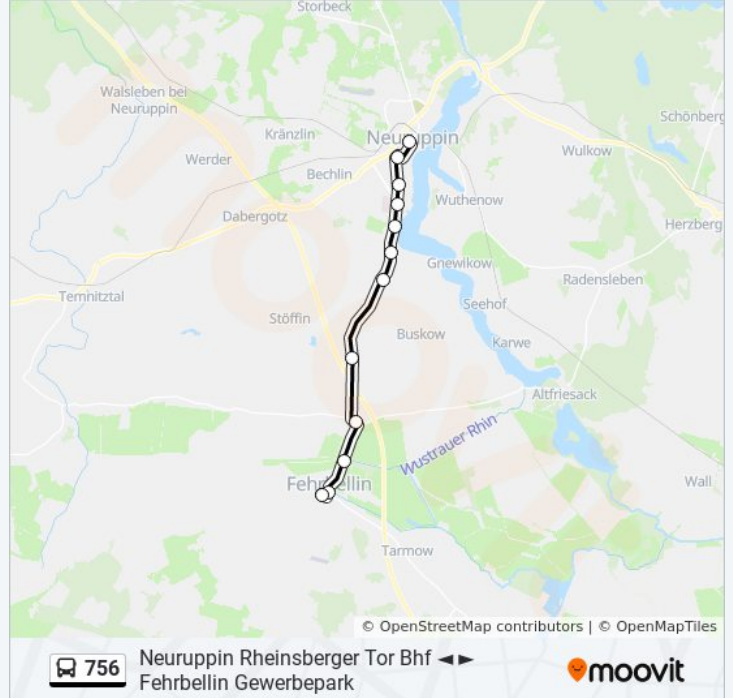 Storbeck
Walsleben bei
Neuruppin
Schönberg
Kränzlin
Neuruppin
Wulkow
Werder
Bechlin
Wuthenow
Dabergotz
Herzberg
Gnewikow
Radensleben
Temnitztal
Seehof
Stöffin
Buskow
Karwe
Altfriesack
Wustrauer Rhin
Fehrbellin
Wall
Tarmow
© OpenStreetMap contributors | © OpenMapTiles
756
Neuruppin Rheinsberger Tor Bhf ◄ ►
Fehrbellin Gewerbepark
moovit